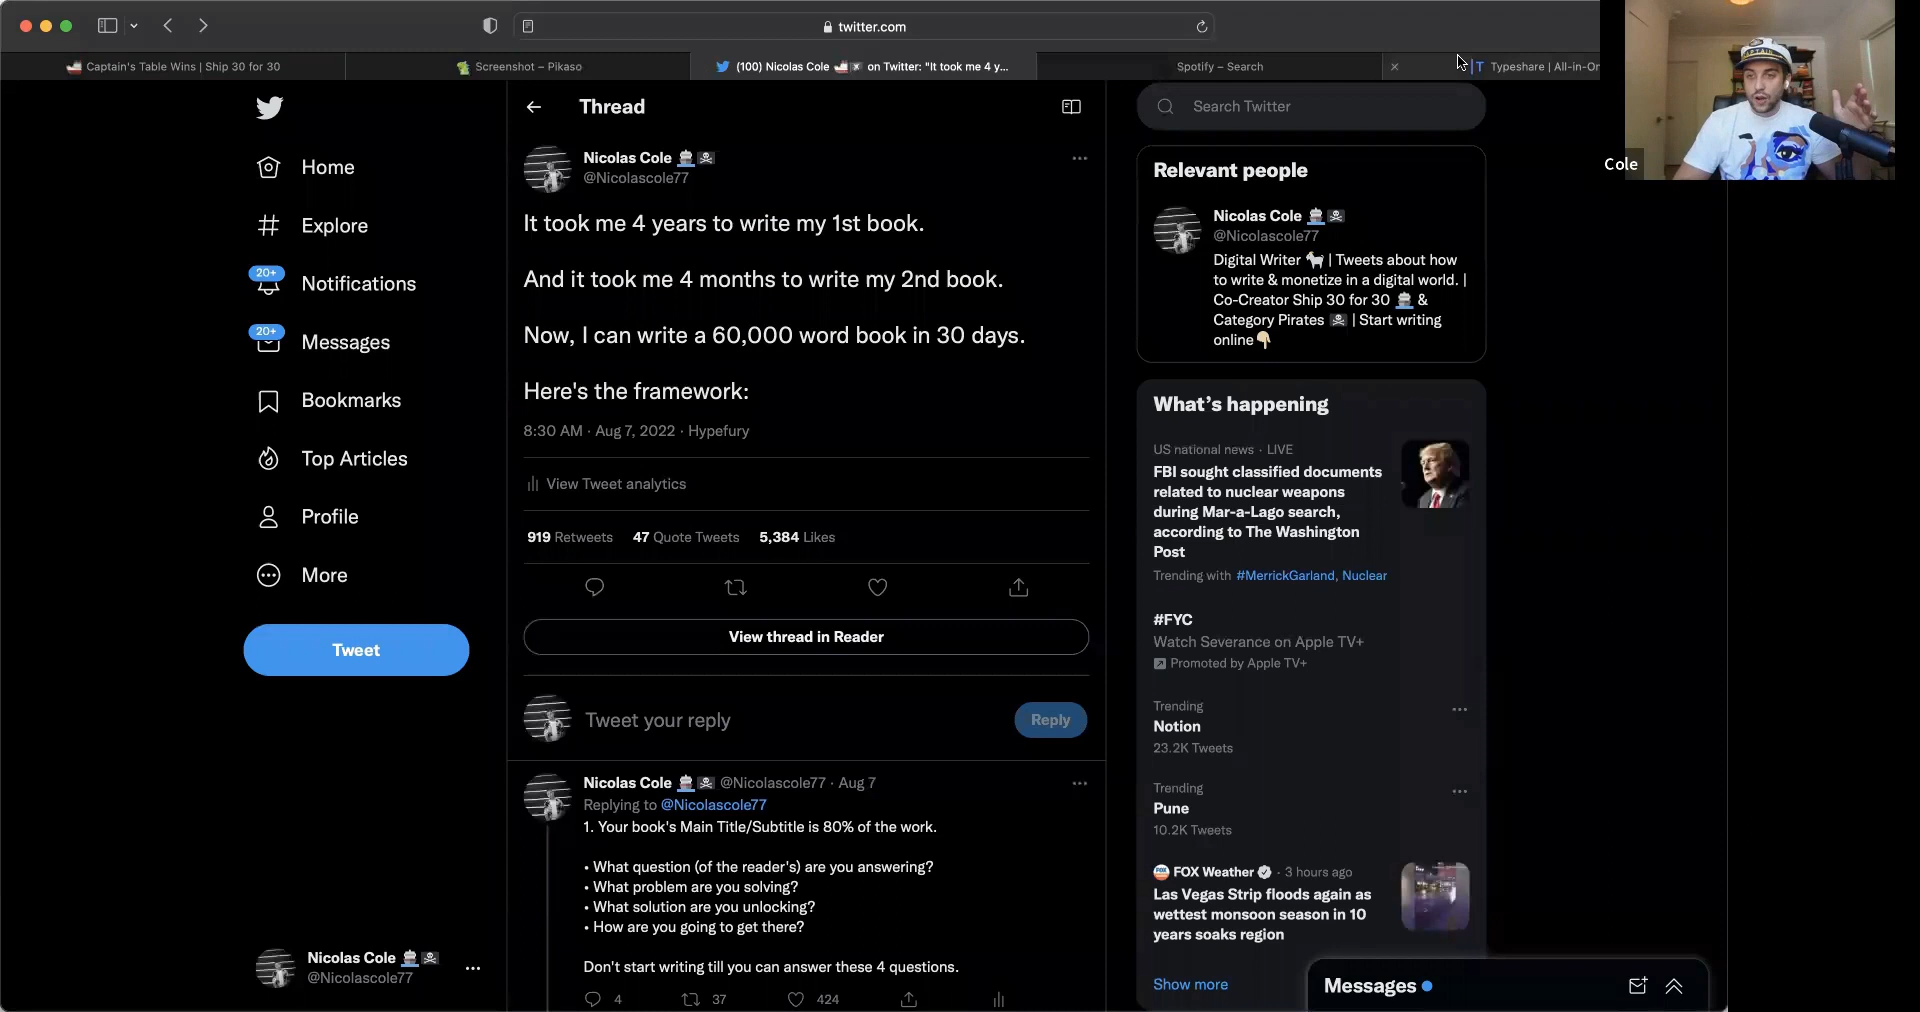 twitter.com
Captain's Table Wins | Ship 30 for 30
Screenshot – Pikaso
(100) Nicolas Cole on Twitter: "It took me 4 y...
Spotify – Search
Typeshare | All-in-On
Cole
Home
Explore
20+
Notifications
20+
Messages
Bookmarks
Top Articles
Profile
More
Tweet
Nicolas Cole
@Nicolascole77
Thread
Nicolas Cole
@Nicolascole77
It took me 4 years to write my 1st book.
And it took me 4 months to write my 2nd book.
Now, I can write a 60,000 word book in 30 days.
Here's the framework:
8:30 AM · Aug 7, 2022 · Hypefury
View Tweet analytics
919 Retweets 47 Quote Tweets 5,384 Likes
View thread in Reader
Tweet your reply
Reply
Nicolas Cole @Nicolascole77 · Aug 7
Replying to @Nicolascole77
1. Your book's Main Title/Subtitle is 80% of the work.
• What question (of the reader's) are you answering?
• What problem are you solving?
• What solution are you unlocking?
• How are you going to get there?
Don't start writing till you can answer these 4 questions.
4 37 424
Search Twitter
Relevant people
Nicolas Cole
@Nicolascole77
Digital Writer | Tweets about how
to write & monetize in a digital world. |
Co-Creator Ship 30 for 30 &
Category Pirates | Start writing
online
What's happening
US national news · LIVE
FBI sought classified documents
related to nuclear weapons
during Mar-a-Lago search,
according to The Washington
Post
Trending with #MerrickGarland, Nuclear
#FYC
Watch Severance on Apple TV+
Promoted by Apple TV+
Trending
Notion
23.2K Tweets
Trending
Pune
10.2K Tweets
FOX Weather · 3 hours ago
Las Vegas Strip floods again as
wettest monsoon season in 10
years soaks region
Show more
Messages